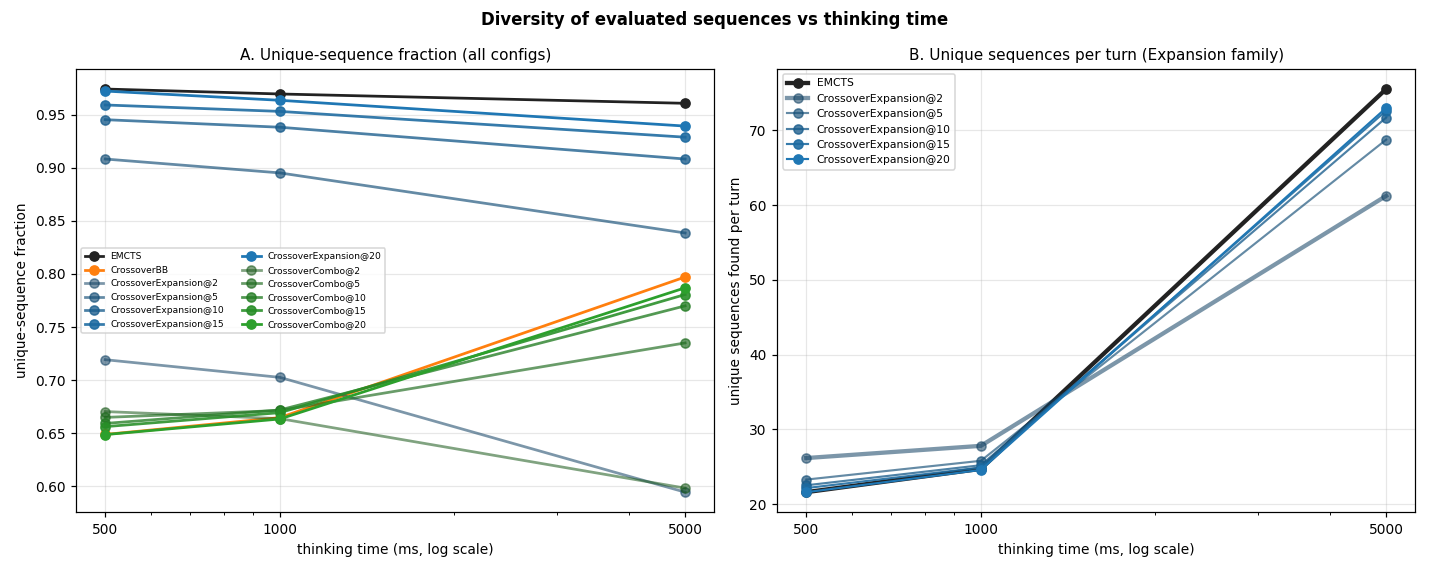 Diversity of evaluated sequences vs thinking time
A. Unique-sequence fraction (all configs)
unique-sequence fraction
0.95
0.90
0.85
0.80
0.75
0.70
0.65
0.60
EMCTS
CrossoverBB
CrossoverExpansion@2
CrossoverExpansion@5
CrossoverExpansion@10
CrossoverExpansion@15
CrossoverExpansion@20
CrossoverCombo@2
CrossoverCombo@5
CrossoverCombo@10
CrossoverCombo@15
CrossoverCombo@20
500
1000
5000
thinking time (ms, log scale)
B. Unique sequences per turn (Expansion family)
unique sequences found per turn
70
60
50
40
30
20
EMCTS
CrossoverExpansion@2
CrossoverExpansion@5
CrossoverExpansion@10
CrossoverExpansion@15
CrossoverExpansion@20
500
1000
5000
thinking time (ms, log scale)